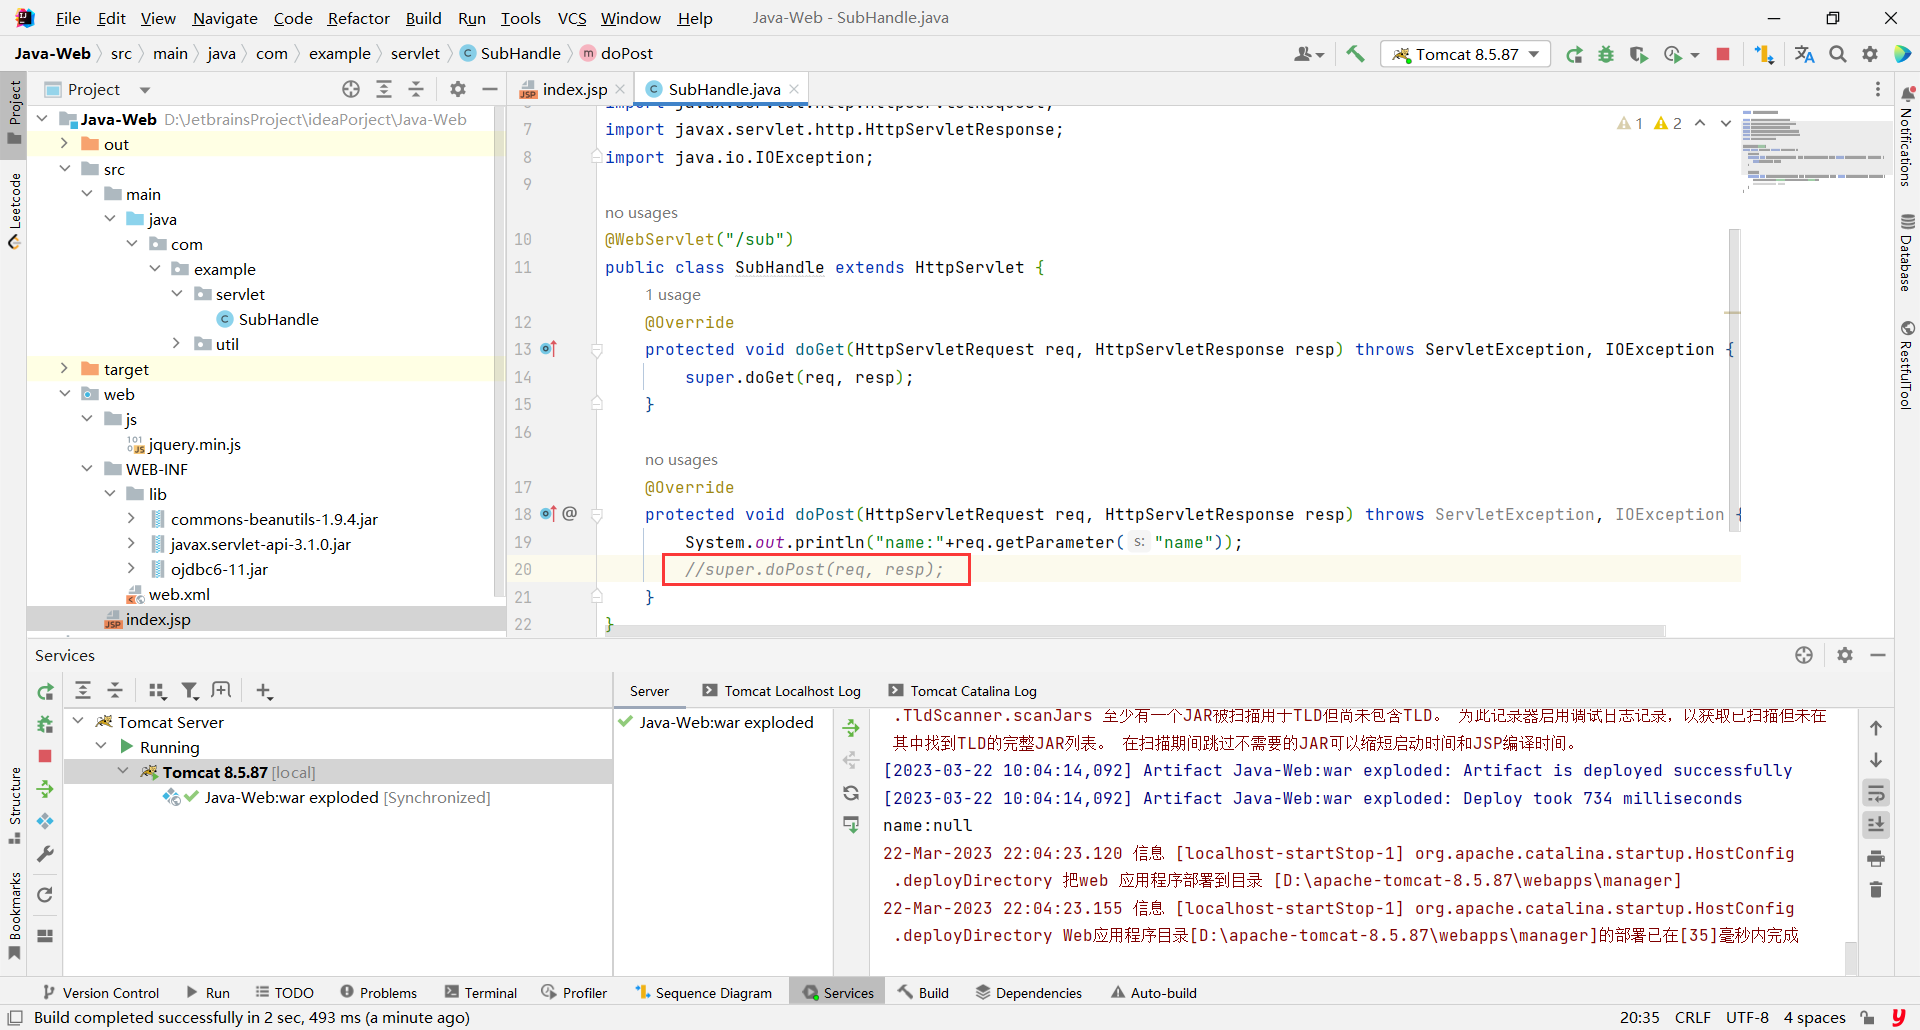 File Edit View Navigate Code Refactor Build Run Tools VCS Window Help Java-Web - SubHandle.java
Java-Web src main java com example servlet SubHandle doPost
Tomcat 8.5.87
Project
index.jsp
SubHandle.java
Project
Leetcode
Structure
Bookmarks
Java-Web D:\JetbrainsProject\ideaPorject\Java-Web
out
src
main
java
com
example
servlet
SubHandle
util
target
web
js
jquery.min.js
WEB-INF
lib
commons-beanutils-1.9.4.jar
javax.servlet-api-3.1.0.jar
ojdbc6-11.jar
web.xml
index.jsp
1 2
import javax.servlet.http.HttpServletRequest;
7 import javax.servlet.http.HttpServletResponse;
8 import java.io.IOException;
9
no usages
10 @WebServlet("/sub")
11 public class SubHandle extends HttpServlet {
1 usage
12 @Override
13 protected void doGet(HttpServletRequest req, HttpServletResponse resp) throws ServletException, IOException {
14 super.doGet(req, resp);
15 }
16
no usages
17 @Override
18 @ protected void doPost(HttpServletRequest req, HttpServletResponse resp) throws ServletException, IOException {
19 System.out.println("name:"+req.getParameter( s: "name"));
20 //super.doPost(req, resp);
21 }
22 }
Notifications
Database
RestfulTool
Services
Tomcat Server
Running
Tomcat 8.5.87 [local]
Java-Web:war exploded [Synchronized]
Server Tomcat Localhost Log Tomcat Catalina Log
Java-Web:war exploded
.TldScanner.scanJars 至少有一个JAR被扫描用于TLD但尚未包含TLD。 为此记录器启用调试日志记录,以获取已扫描但未在
其中找到TLD的完整JAR列表。 在扫描期间跳过不需要的JAR可以缩短启动时间和JSP编译时间。
[2023-03-22 10:04:14,092] Artifact Java-Web:war exploded: Artifact is deployed successfully
[2023-03-22 10:04:14,092] Artifact Java-Web:war exploded: Deploy took 734 milliseconds
name:null
22-Mar-2023 22:04:23.120 信息 [localhost-startStop-1] org.apache.catalina.startup.HostConfig
.deployDirectory 把web 应用程序部署到目录 [D:\apache-tomcat-8.5.87\webapps\manager]
22-Mar-2023 22:04:23.155 信息 [localhost-startStop-1] org.apache.catalina.startup.HostConfig
.deployDirectory Web应用程序目录[D:\apache-tomcat-8.5.87\webapps\manager]的部署已在[35]毫秒内完成
Version Control Run TODO Problems Terminal Profiler Sequence Diagram Services Build Dependencies Auto-build
Build completed successfully in 2 sec, 493 ms (a minute ago) 20:35 CRLF UTF-8 4 spaces